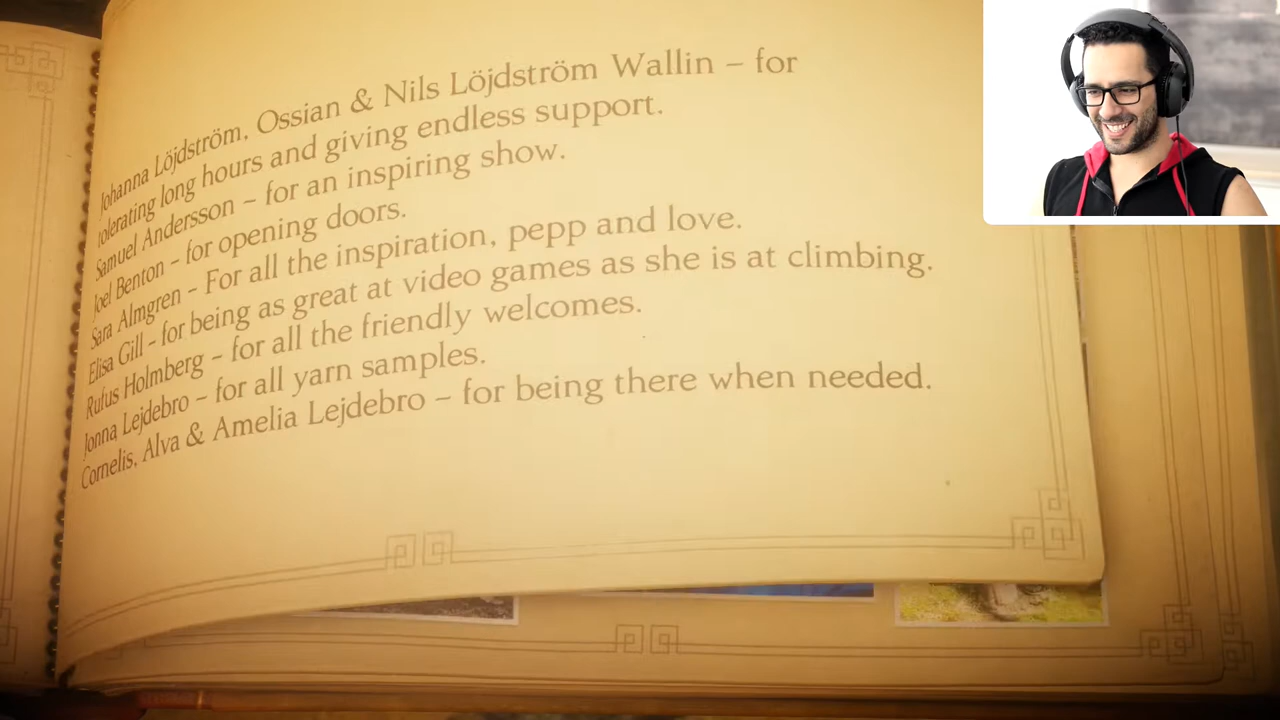 Johanna Löjdström, Ossian & Nils Löjdström Wallin – for
tolerating long hours and giving endless support.
Samuel Andersson – for an inspiring show.
Joel Benton – for opening doors.
Sara Almgren – For all the inspiration, pepp and love.
Elisa Gill – for being as great at video games as she is at climbing.
Rufus Holmberg – for all the friendly welcomes.
Jonna Lejdebro – for all yarn samples.
Cornelis, Alva & Amelia Lejdebro – for being there when needed.